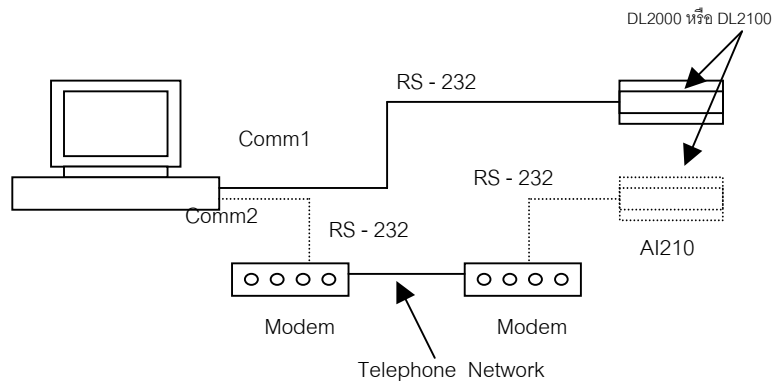 DL2000 หรือ DL2100
RS - 232
Comm1
RS - 232
Comm2
RS - 232
AI210
Modem
Modem
Telephone Network